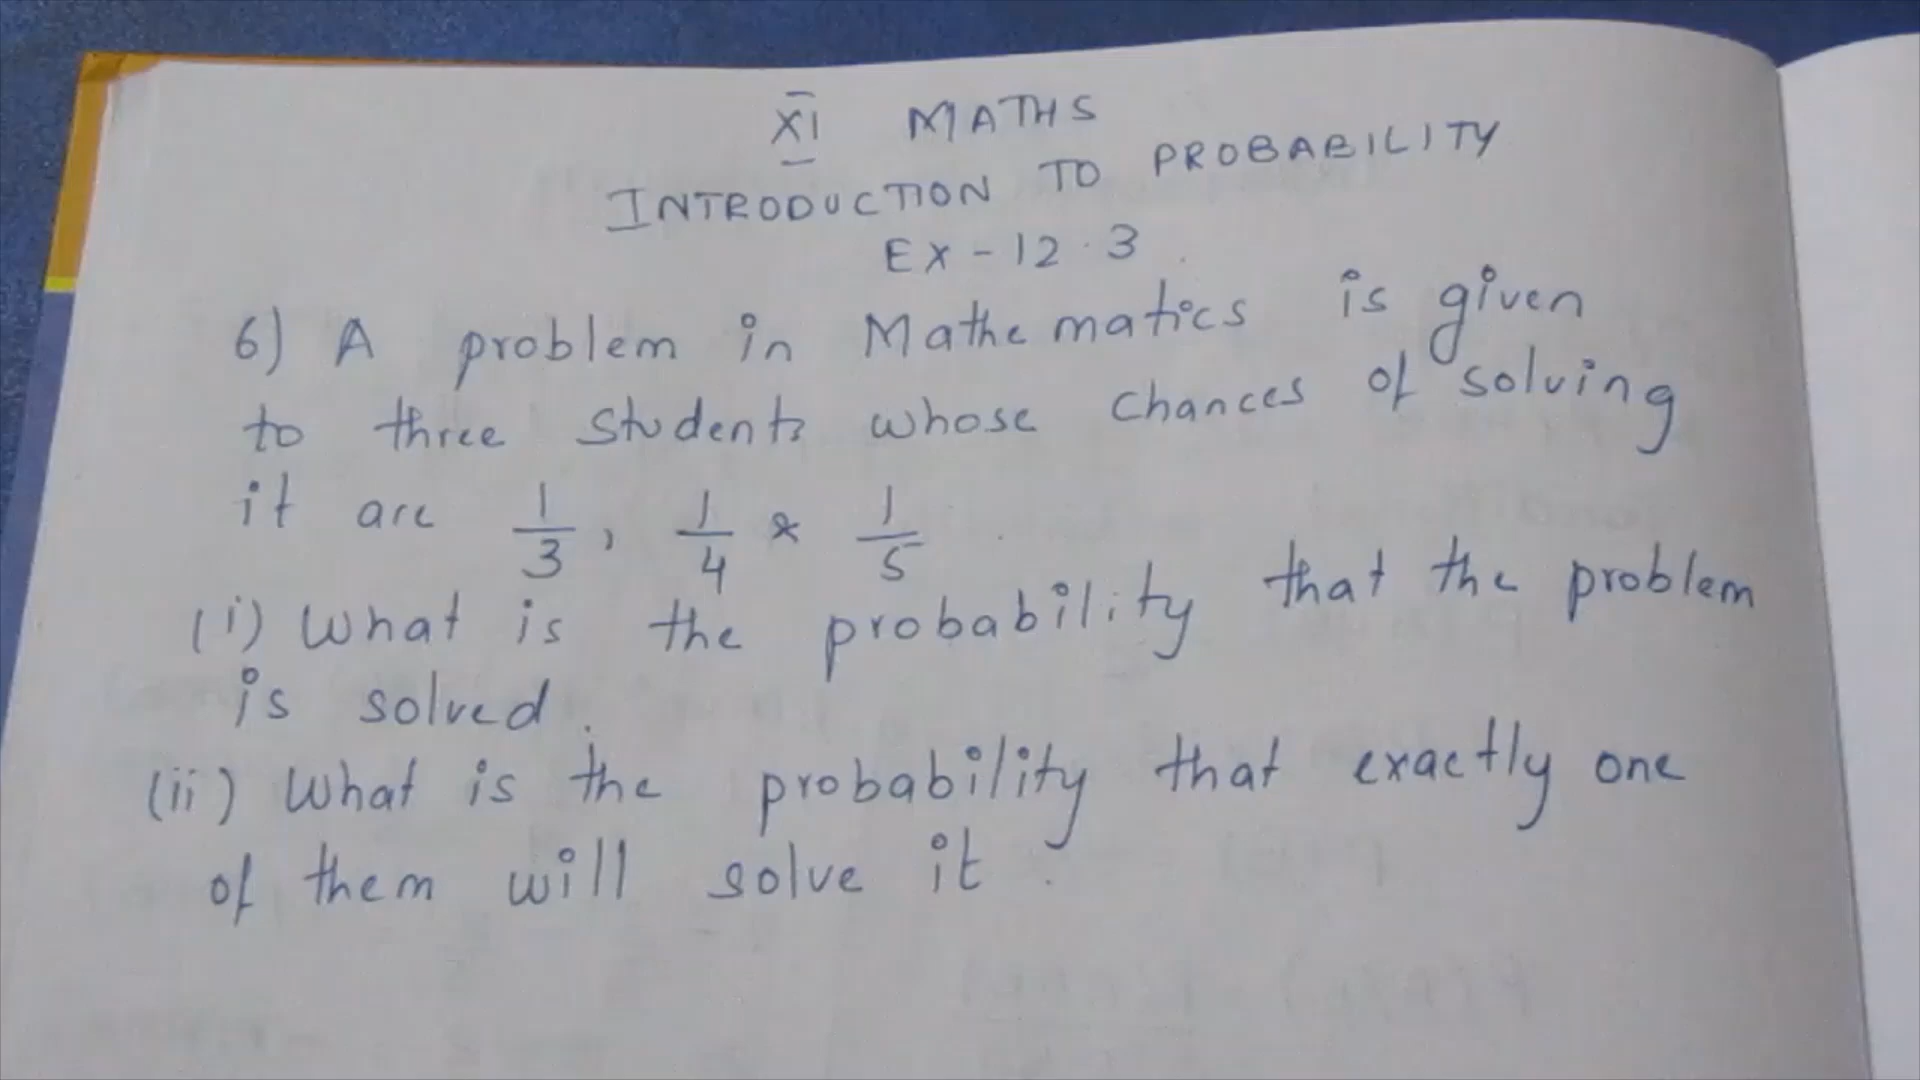 XI MATHS
INTRODUCTION TO PROBABILITY
EX - 12.3
6) A problem in Mathematics is given
to three students whose chances of solving
it are 1/3, 1/4 & 1/5
(i) What is the probability that the problem
is solved.
(ii) What is the probability that exactly one
of them will solve it.